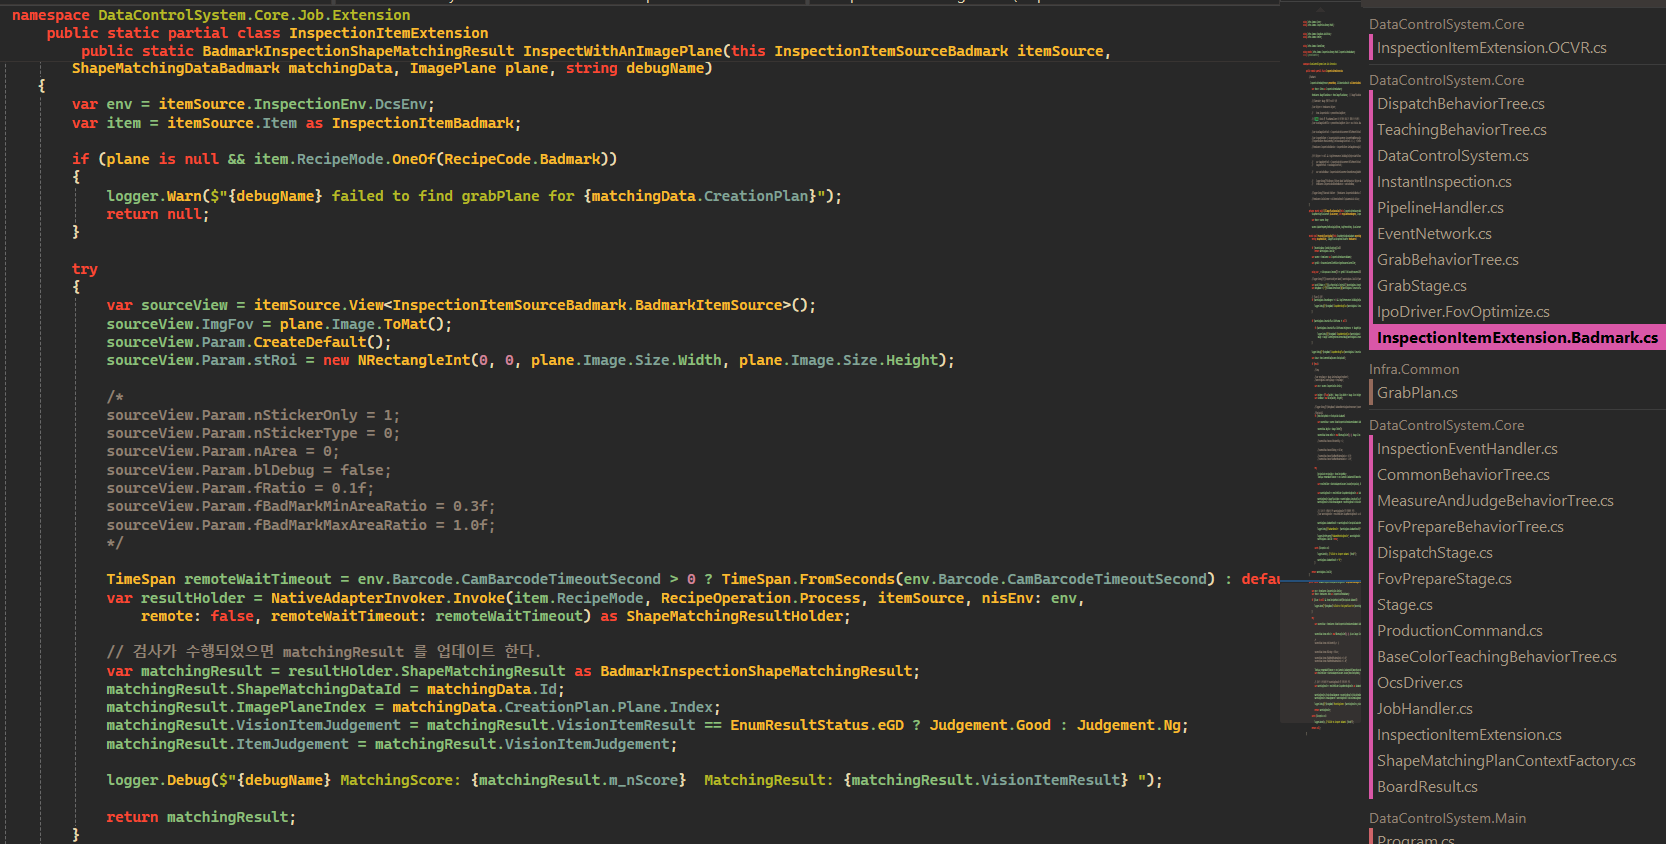 namespace DataControlSystem.Core.Job.Extension
public static partial class InspectionItemExtension
public static BadmarkInspectionShapeMatchingResult InspectWithAnImagePlane(this InspectionItemSourceBadmark itemSource,
ShapeMatchingDataBadmark matchingData, ImagePlane plane, string debugName)
{
var env = itemSource.InspectionEnv.DcsEnv;
var item = itemSource.Item as InspectionItemBadmark;
if (plane is null && item.RecipeMode.OneOf(RecipeCode.Badmark))
{
logger.Warn($"{debugName} failed to find grabPlane for {matchingData.CreationPlan}");
return null;
}
try
{
var sourceView = itemSource.View<InspectionItemSourceBadmark.BadmarkItemSource>();
sourceView.ImgFov = plane.Image.ToMat();
sourceView.Param.CreateDefault();
sourceView.Param.stRoi = new NRectangleInt(0, 0, plane.Image.Size.Width, plane.Image.Size.Height);
/*
sourceView.Param.nStickerOnly = 1;
sourceView.Param.nStickerType = 0;
sourceView.Param.nArea = 0;
sourceView.Param.blDebug = false;
sourceView.Param.fRatio = 0.1f;
sourceView.Param.fBadMarkMinAreaRatio = 0.3f;
sourceView.Param.fBadMarkMaxAreaRatio = 1.0f;
*/
TimeSpan remoteWaitTimeout = env.Barcode.CamBarcodeTimeoutSecond > 0 ? TimeSpan.FromSeconds(env.Barcode.CamBarcodeTimeoutSecond) : defau
var resultHolder = NativeAdapterInvoker.Invoke(item.RecipeMode, RecipeOperation.Process, itemSource, nisEnv: env,
remote: false, remoteWaitTimeout: remoteWaitTimeout) as ShapeMatchingResultHolder;
// 검사가 수행되었으면 matchingResult 를 업데이트 한다.
var matchingResult = resultHolder.ShapeMatchingResult as BadmarkInspectionShapeMatchingResult;
matchingResult.ShapeMatchingDataId = matchingData.Id;
matchingResult.ImagePlaneIndex = matchingData.CreationPlan.Plane.Index;
matchingResult.VisionItemJudgement = matchingResult.VisionItemResult == EnumResultStatus.eGD ? Judgement.Good : Judgement.Ng;
matchingResult.ItemJudgement = matchingResult.VisionItemJudgement;
logger.Debug($"{debugName} MatchingScore: {matchingResult.m_nScore}  MatchingResult: {matchingResult.VisionItemResult} ");
return matchingResult;
}
DataControlSystem.Core
InspectionItemExtension.OCVR.cs
DataControlSystem.Core
DispatchBehaviorTree.cs
TeachingBehaviorTree.cs
DataControlSystem.cs
InstantInspection.cs
PipelineHandler.cs
EventNetwork.cs
GrabBehaviorTree.cs
GrabStage.cs
IpoDriver.FovOptimize.cs
InspectionItemExtension.Badmark.cs
Infra.Common
GrabPlan.cs
DataControlSystem.Core
InspectionEventHandler.cs
CommonBehaviorTree.cs
MeasureAndJudgeBehaviorTree.cs
FovPrepareBehaviorTree.cs
DispatchStage.cs
FovPrepareStage.cs
Stage.cs
ProductionCommand.cs
BaseColorTeachingBehaviorTree.cs
OcsDriver.cs
JobHandler.cs
InspectionItemExtension.cs
ShapeMatchingPlanContextFactory.cs
BoardResult.cs
DataControlSystem.Main
Program.cs